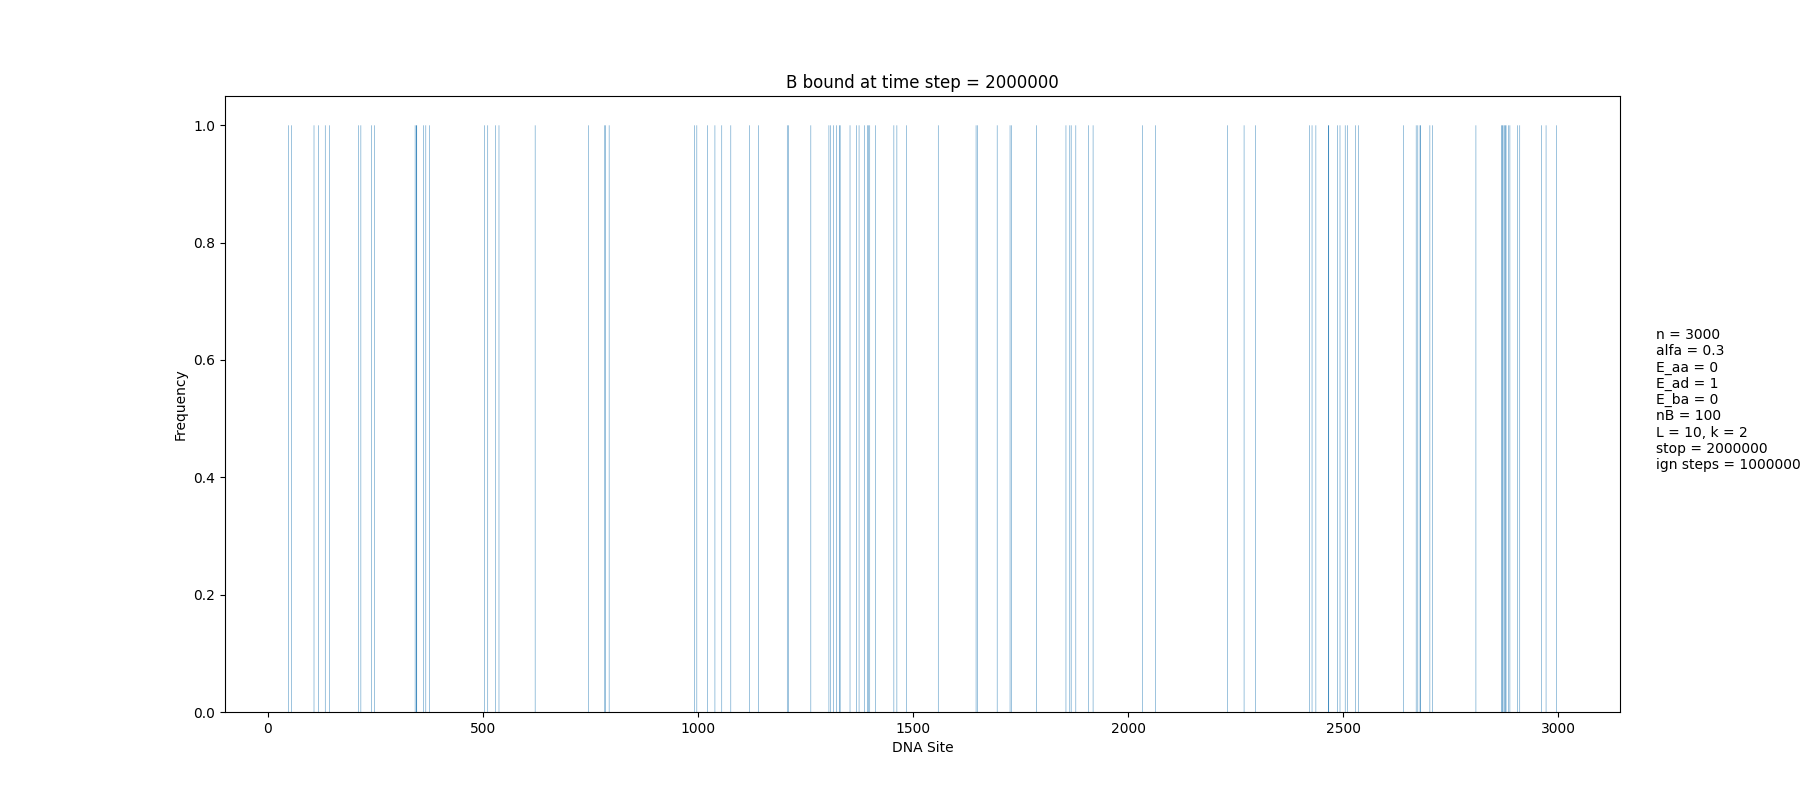 B bound at time step = 2000000
1.0
0.8
0.6
0.4
0.2
0.0
Frequency
0 500 1000 1500 2000 2500 3000
DNA Site
n = 3000
alfa = 0.3
E_aa = 0
E_ad = 1
E_ba = 0
nB = 100
L = 10, k = 2
stop = 2000000
ign steps = 1000000